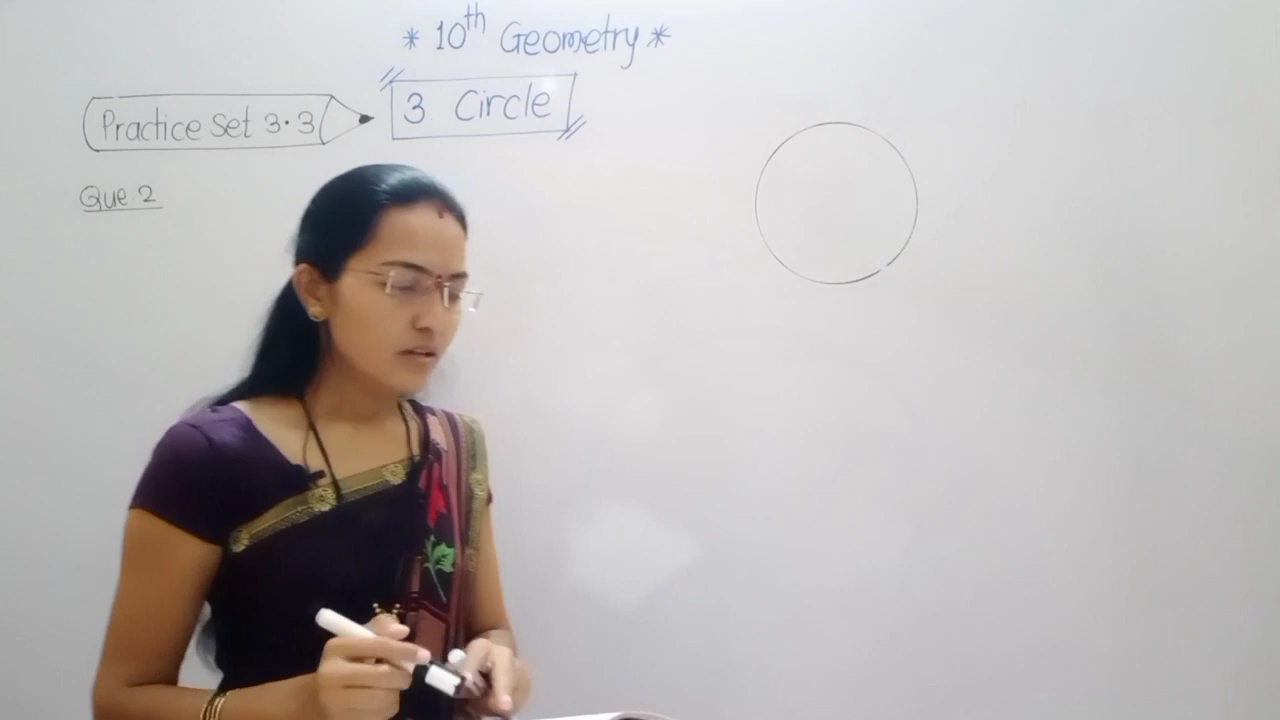 * 10th Geometry *
Practice Set 3.3
3 Circle
Que. 2